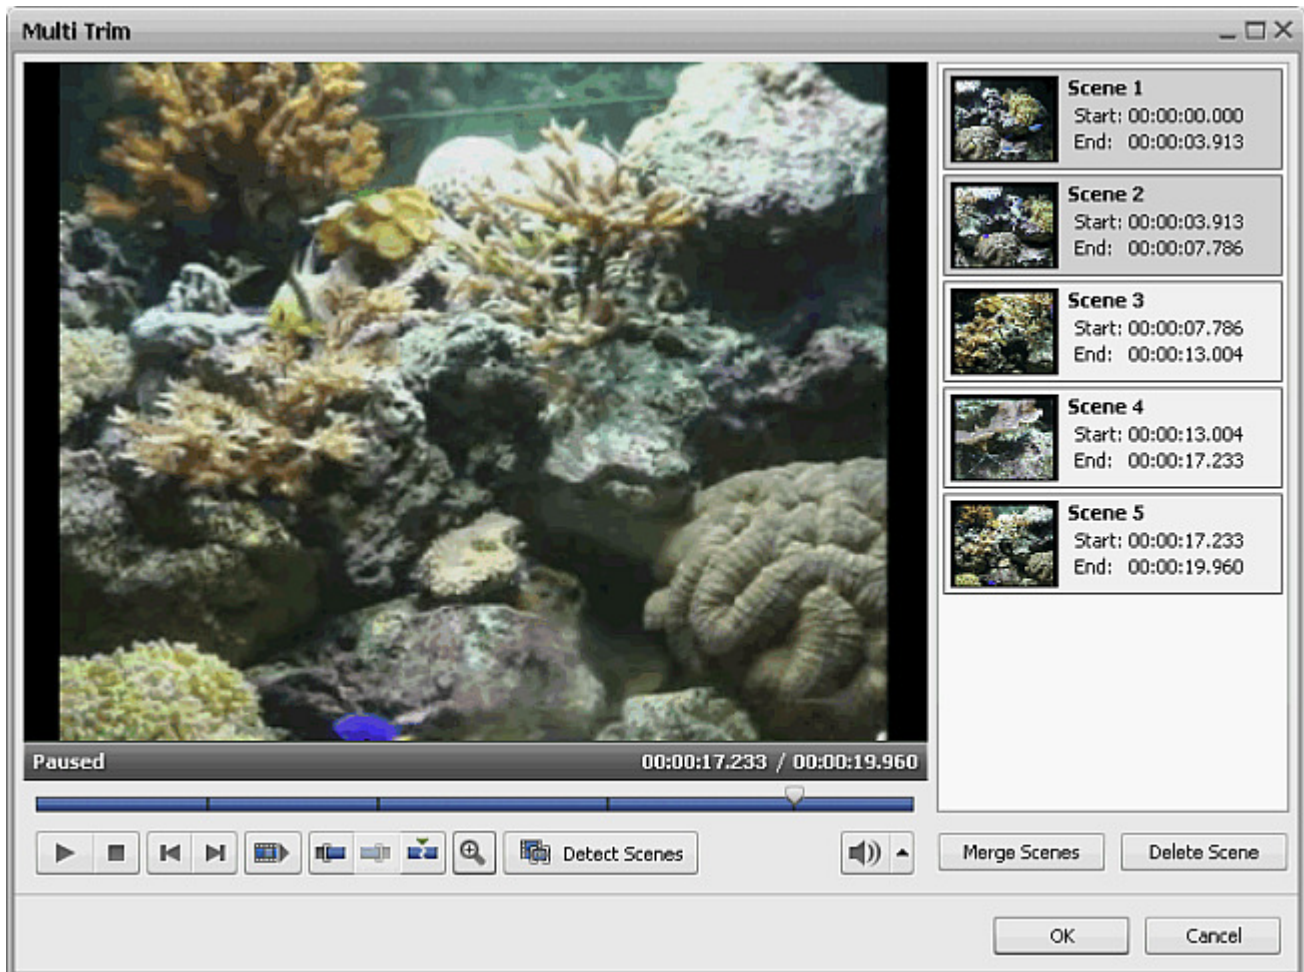 Multi Trim
Scene 1
Start: 00:00:00.000
End: 00:00:03.913
Scene 2
Start: 00:00:03.913
End: 00:00:07.786
Scene 3
Start: 00:00:07.786
End: 00:00:13.004
Scene 4
Start: 00:00:13.004
End: 00:00:17.233
Scene 5
Start: 00:00:17.233
End: 00:00:19.960
Paused 00:00:17.233 / 00:00:19.960
Detect Scenes
Merge Scenes
Delete Scene
OK
Cancel